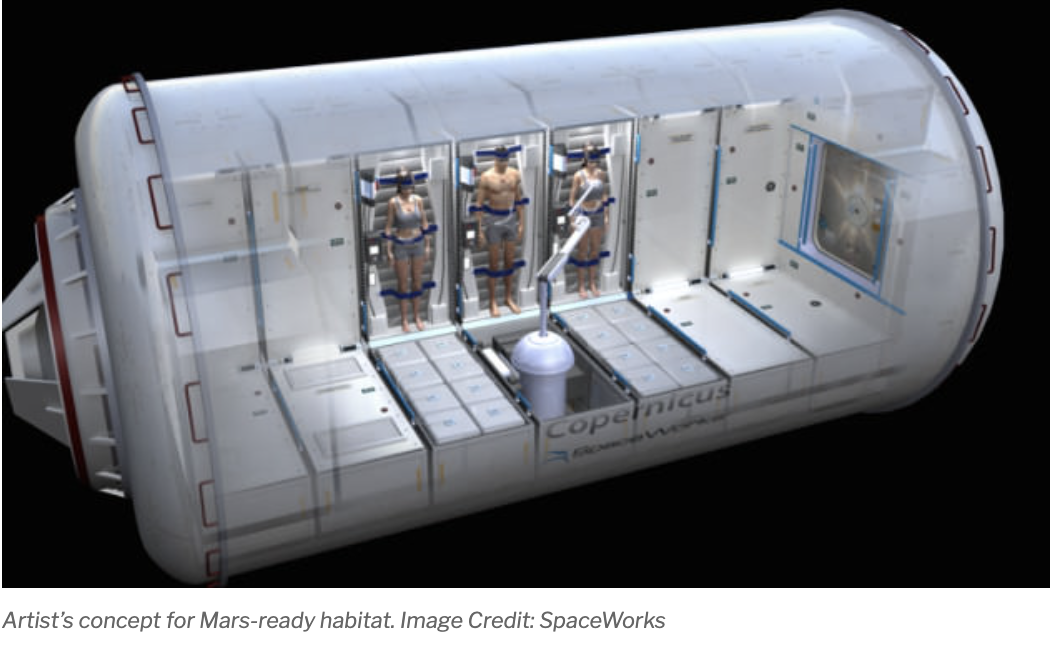 Copernicus
SpaceWorks
Artist's concept for Mars-ready habitat. Image Credit: SpaceWorks